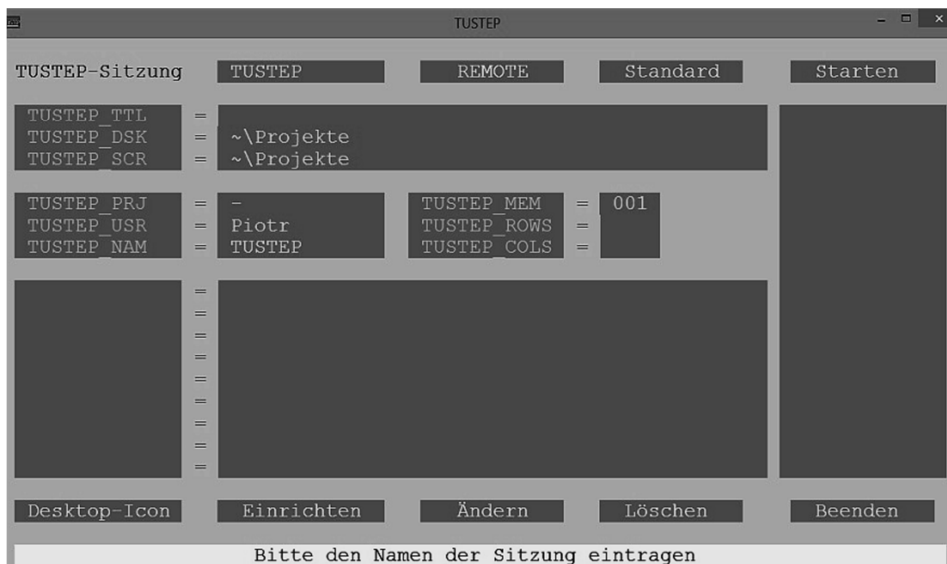 TUSTEP
TUSTEP-Sitzung TUSTEP REMOTE Standard Starten
TUSTEP_TTL =
TUSTEP_DSK = ~\Projekte
TUSTEP_SCR = ~\Projekte
TUSTEP_PRJ = - TUSTEP_MEM = 001
TUSTEP_USR = Piotr TUSTEP_ROWS =
TUSTEP_NAM = TUSTEP TUSTEP_COLS =
=
=
=
=
=
=
=
=
=
Desktop-Icon Einrichten Ändern Löschen Beenden
Bitte den Namen der Sitzung eintragen